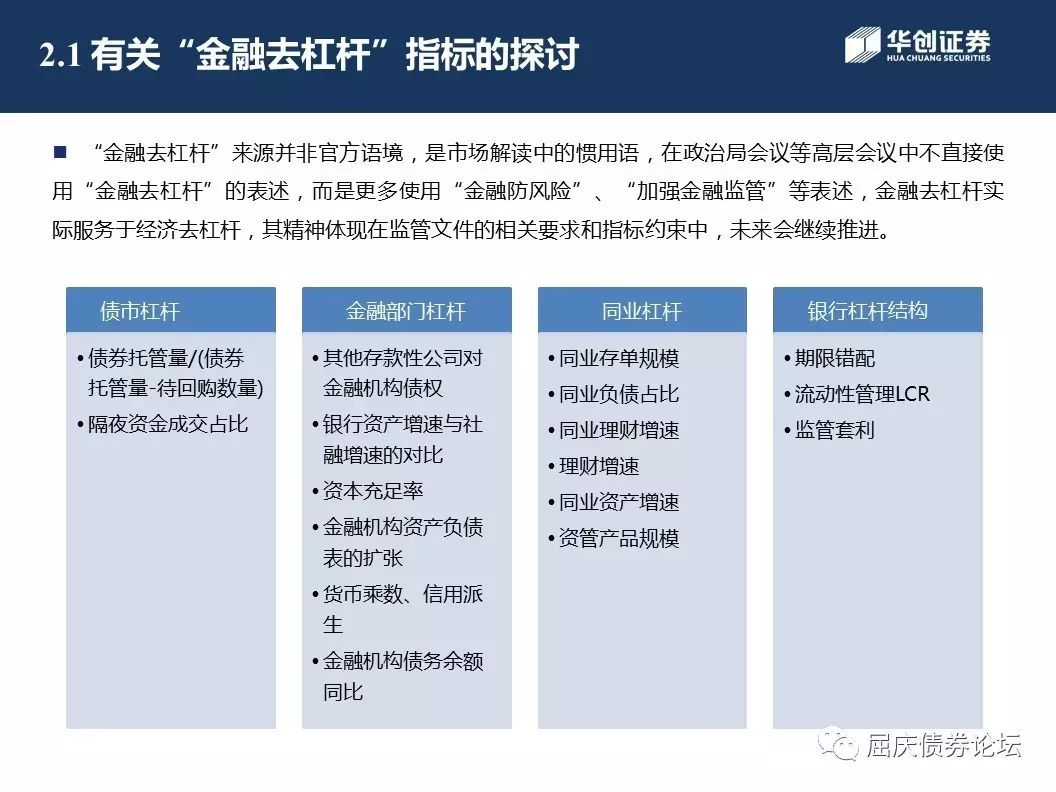 2.1 有关“金融去杠杆”指标的探讨
华创证券
HUA CHUANG SECURITIES
■ “金融去杠杆”来源并非官方语境，是市场解读中的惯用语，在政治局会议等高层会议中不直接使
用“金融去杠杆”的表述，而是更多使用“金融防风险”、“加强金融监管”等表述，金融去杠杆实
际服务于经济去杠杆，其精神体现在监管文件的相关要求和指标约束中，未来会继续推进。
债市杠杆
•债券托管量/(债券
托管量-待回购数量)
•隔夜资金成交占比
金融部门杠杆
•其他存款性公司对
金融机构债权
•银行资产增速与社
融增速的对比
•资本充足率
•金融机构资产负债
表的扩张
•货币乘数、信用派
生
•金融机构债务余额
同比
同业杠杆
•同业存单规模
•同业负债占比
•同业理财增速
•理财增速
•同业资产增速
•资管产品规模
银行杠杆结构
•期限错配
•流动性管理LCR
•监管套利
屈庆债券论坛